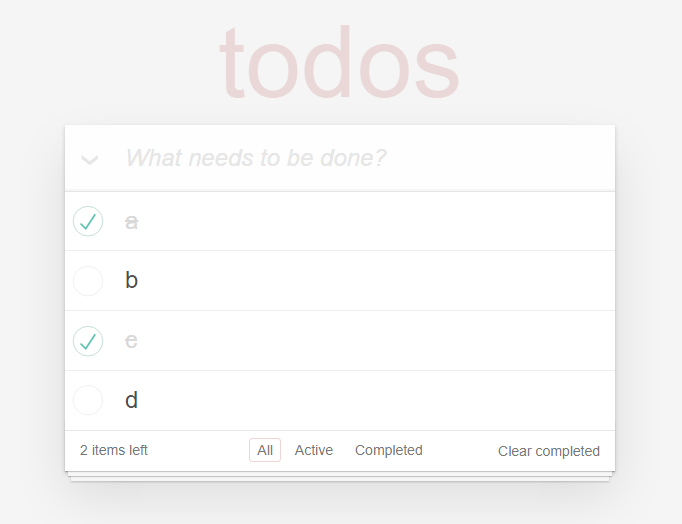 todos
What needs to be done?
a
b
c
d
2 items left All Active Completed Clear completed